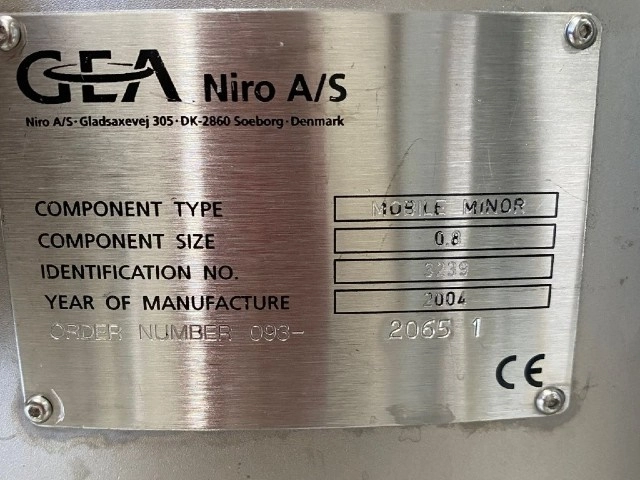 GEA Niro A/S
Niro A/S·Gladsaxevej 305·DK-2860 Soeborg·Denmark
COMPONENT TYPE MOBILE MINOR
COMPONENT SIZE 0.8
IDENTIFICATION NO. 3239
YEAR OF MANUFACTURE 2004
ORDER NUMBER 093- 2065 1
CE